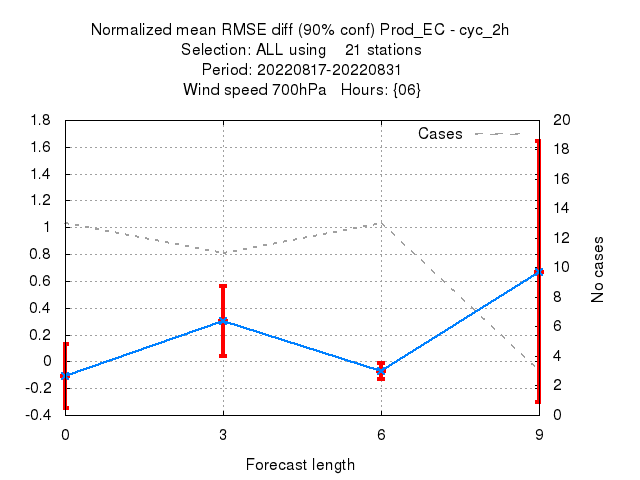 Normalized mean RMSE diff (90% conf) Prod_EC - cyc_2h
Selection: ALL using 21 stations
Period: 20220817-20220831
Wind speed 700hPa Hours: {06}
Cases
1.8
1.6
1.4
1.2
1
0.8
0.6
0.4
0.2
0
-0.2
-0.4
20
18
16
14
12
10
8
6
4
2
0
No cases
0 3 6 9
Forecast length